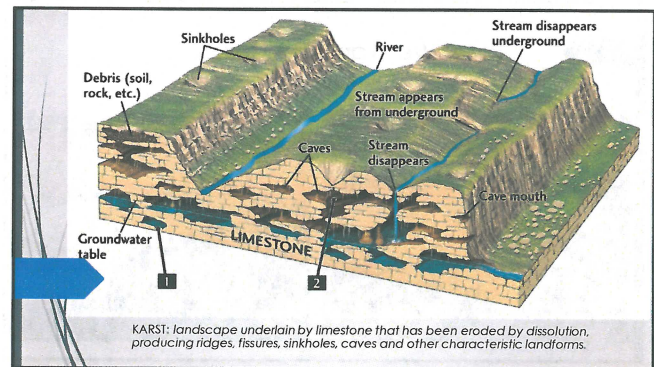 Sinkholes
River
Stream disappears
underground
Debris (soil,
rock, etc.)
Stream appears
from underground
Caves
Stream
disappears
Cave mouth
Groundwater
table
LIMESTONE
1
2
KARST: landscape underlain by limestone that has been eroded by dissolution,
producing ridges, fissures, sinkholes, caves and other characteristic landforms.